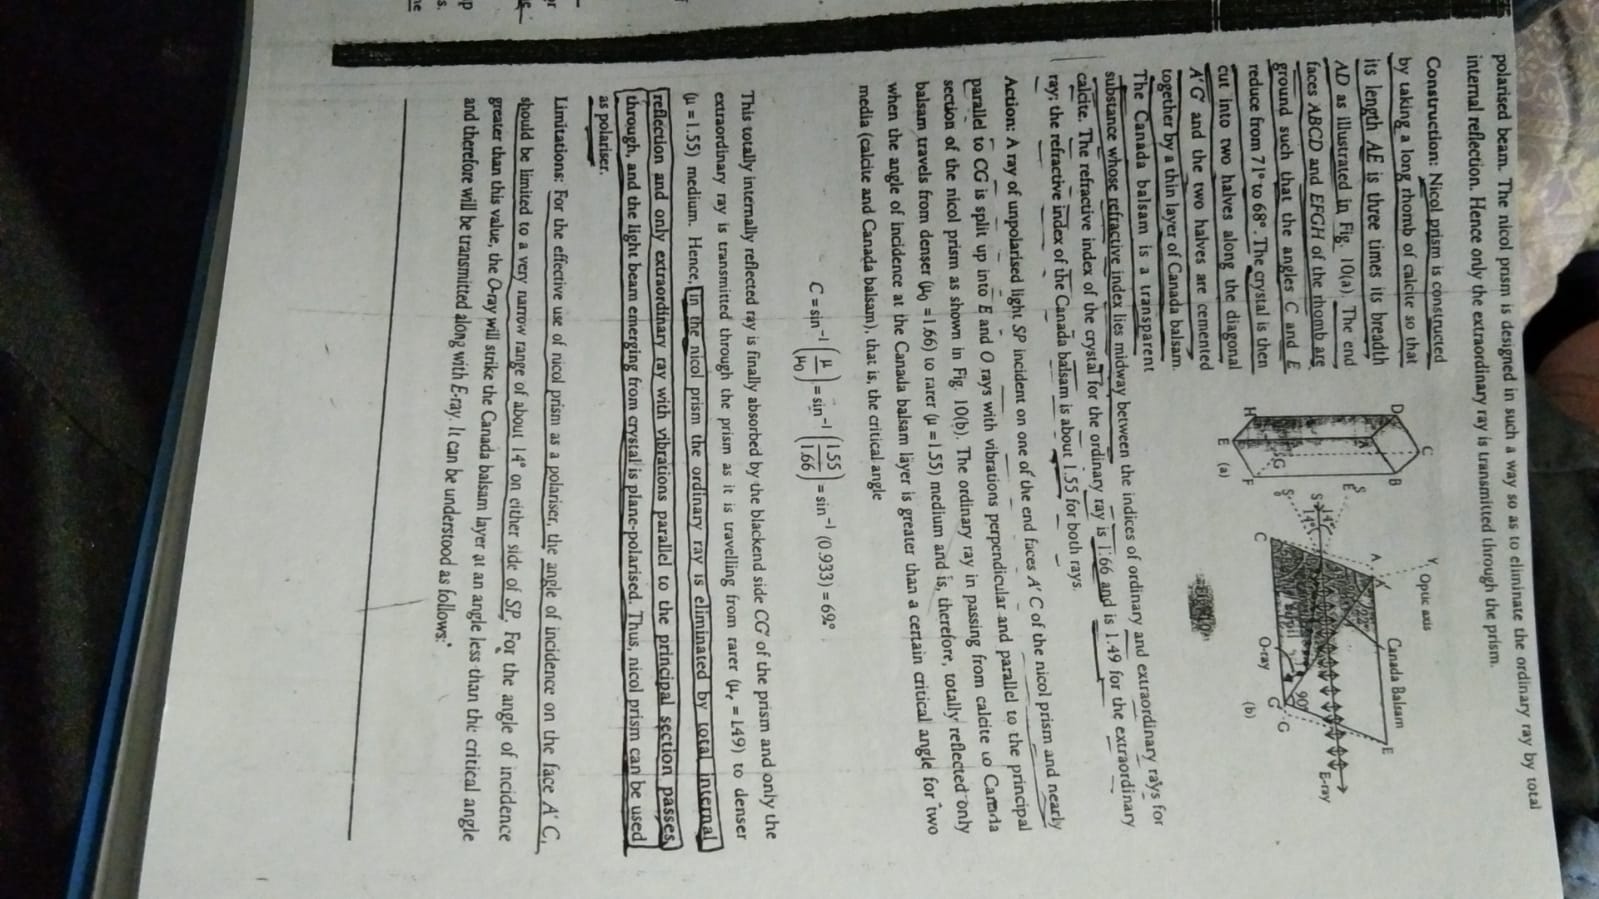 polarised beam. The nicol prism is designed in such a way so as to eliminate the ordinary ray by total
internal reflection. Hence only the extraordinary ray is transmitted through the prism.
Construction: Nicol prism is constructed
by taking a long rhomb of calcite so that
its length AE is three times its breadth
AD as illustrated in Fig. 10(a). The end
faces ABCD and EFGH of the rhomb are
ground such that the angles C and E
reduce from 71° to 68°. The crystal is then
cut into two halves along the diagonal
A'G' and the two halves are cemented
together by a thin layer of Canada balsam.
The Canada balsam is a transparent
D
C
B
H
E
G
F
(a)
Optic axis
Canada Balsam
S
S
S
14°
14°
C
A
A'
E
90°
G'
G
O-ray
E-ray
(b)
substance whose refractive index lies midway between the indices of ordinary and extraordinary rays for
calcite. The refractive index of the crystal for the ordinary ray is 1.66 and is 1.49 for the extraordinary
ray; the refractive index of the Canada balsam is about 1.55 for both rays.
Action: A ray of unpolarised light SP incident on one of the end faces A'C of the nicol prism and nearly
parallel to CG is split up into E and O rays with vibrations perpendicular and parallel to the principal
section of the nicol prism as shown in Fig. 10(b). The ordinary ray in passing from calcite to Canada
balsam travels from denser (μ₀ = 1.66) to rarer (μ = 1.55) medium and is, therefore, totally reflected only
when the angle of incidence at the Canada balsam layer is greater than a certain critical angle for two
media (calcite and Canada balsam), that is, the critical angle
C = sin⁻¹ (μ/μ₀) = sin⁻¹ (1.55/1.66) = sin⁻¹ (0.933) = 69°
This totally internally reflected ray is finally absorbed by the blackend side CG' of the prism and only the
extraordinary ray is transmitted through the prism as it is travelling from rarer (μₑ = 1.49) to denser
(μ = 1.55) medium. Hence, in the nicol prism the ordinary ray is eliminated by total internal
reflection and only extraordinary ray with vibrations parallel to the principal section passes
through, and the light beam emerging from crystal is plane-polarised. Thus, nicol prism can be used
as polariser.
Limitations: For the effective use of nicol prism as a polariser, the angle of incidence on the face A'C,
should be limited to a very narrow range of about 14° on either side of SP. For the angle of incidence
greater than this value, the O-ray will strike the Canada balsam layer at an angle less than the critical angle
and therefore will be transmitted along with E-ray. It can be understood as follows: